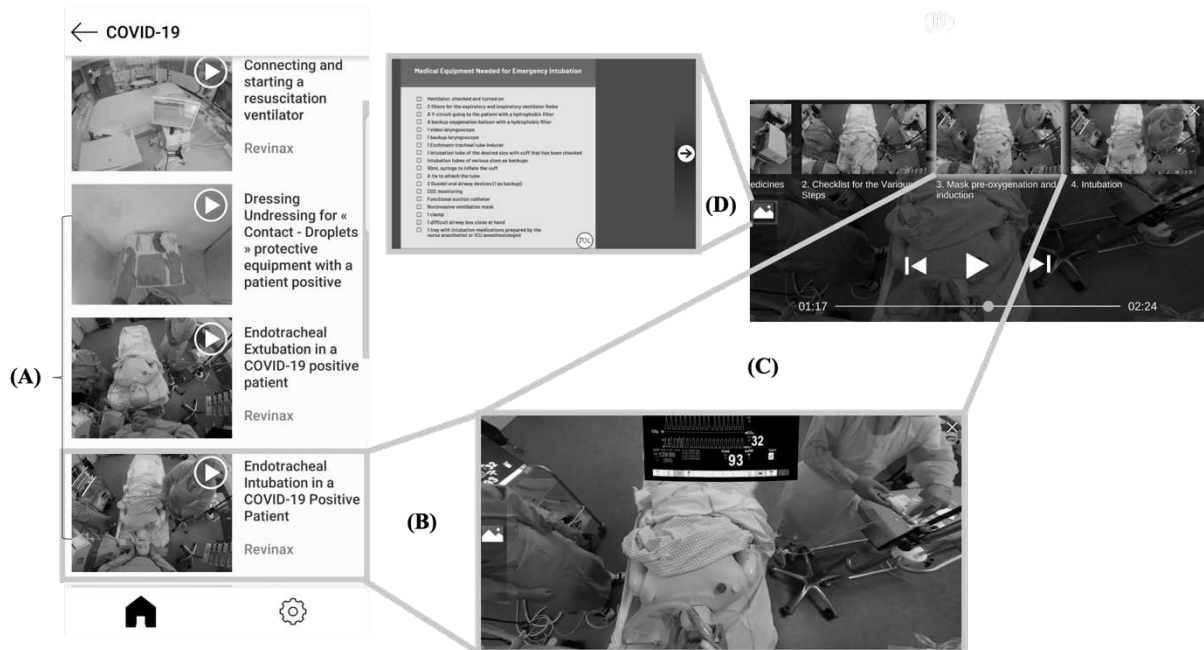 COVID-19
Connecting and
starting a
resuscitation
ventilator
Revinax
Dressing
Undressing for «
Contact - Droplets
» protective
equipment with a
patient positive
Endotracheal
Extubation in a
COVID-19 positive
patient
Revinax
Endotracheal
Intubation in a
COVID-19 Positive
Patient
Revinax
(A)
Medical Equipment Needed for Emergency Intubation
Ventilator, checked and turned on
2 filters for the expiratory and inspiratory ventilator limbs
A Y-circuit going to the patient with a hydrophobic filter
A backup oxygenation balloon with a hydrophobic filter
1 video laryngoscope
1 backup laryngoscope
1 Eschmann tracheal tube inducer
1 intubation tube of the desired size with cuff that has been checked
Intubation tubes of various sizes as backups
10mL syringe to inflate the cuff
A tie to attach the tube
2 Guedel oral airway devices (1 as backup)
CO2 monitoring
Functional suction catheter
Noninvasive ventilation mask
1 clamp
1 difficult airway box close at hand
1 tray with intubation medications prepared by the
nurse anesthetist or ICU anesthesiologist
(D)
edicines
2. Checklist for the Various
Steps
3. Mask pre-oxygenation and
induction
4. Intubation
01:17
02:24
(C)
(B)
32
93